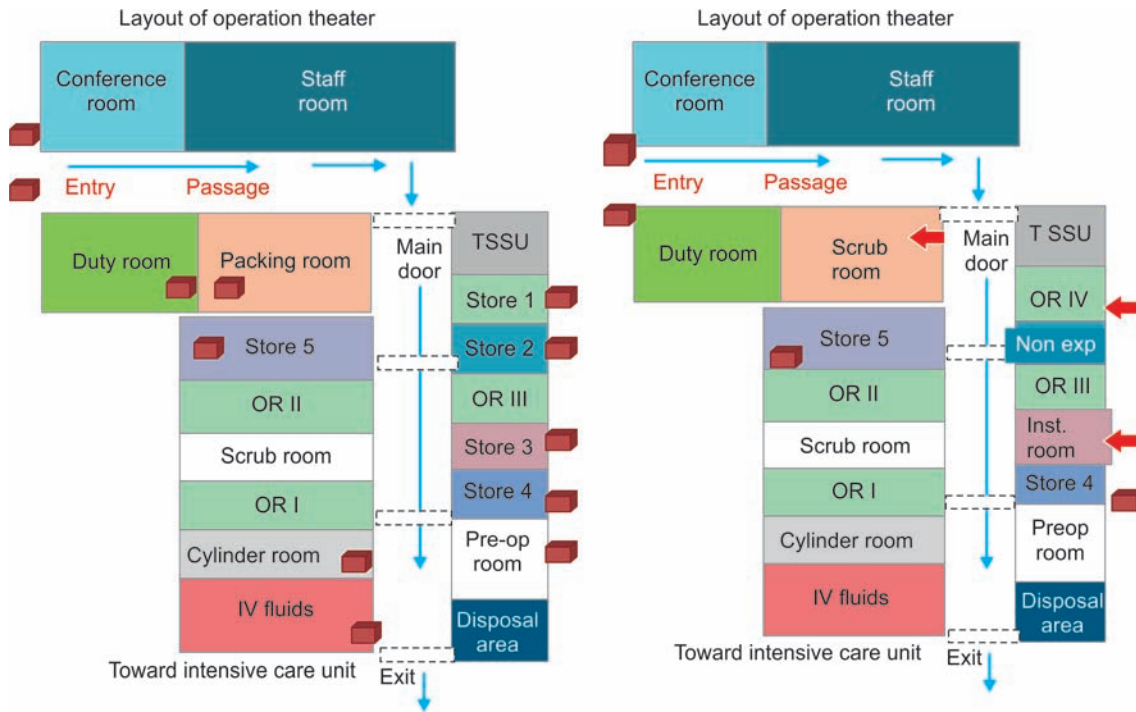 Layout of operation theater
Conference
room
Staff
room
Entry
Passage
Duty room
Packing room
Main
door
TSSU
Store 1
Store 5
Store 2
OR II
OR III
Scrub room
Store 3
OR I
Store 4
Cylinder room
Pre-op
room
IV fluids
Disposal
area
Toward intensive care unit
Exit
Layout of operation theater
Conference
room
Staff
room
Entry
Passage
Duty room
Scrub
room
Main
door
T SSU
OR IV
Store 5
Non exp
OR II
OR III
Scrub room
Inst.
room
OR I
Store 4
Cylinder room
Preop
room
IV fluids
Disposal
area
Toward intensive care unit
Exit